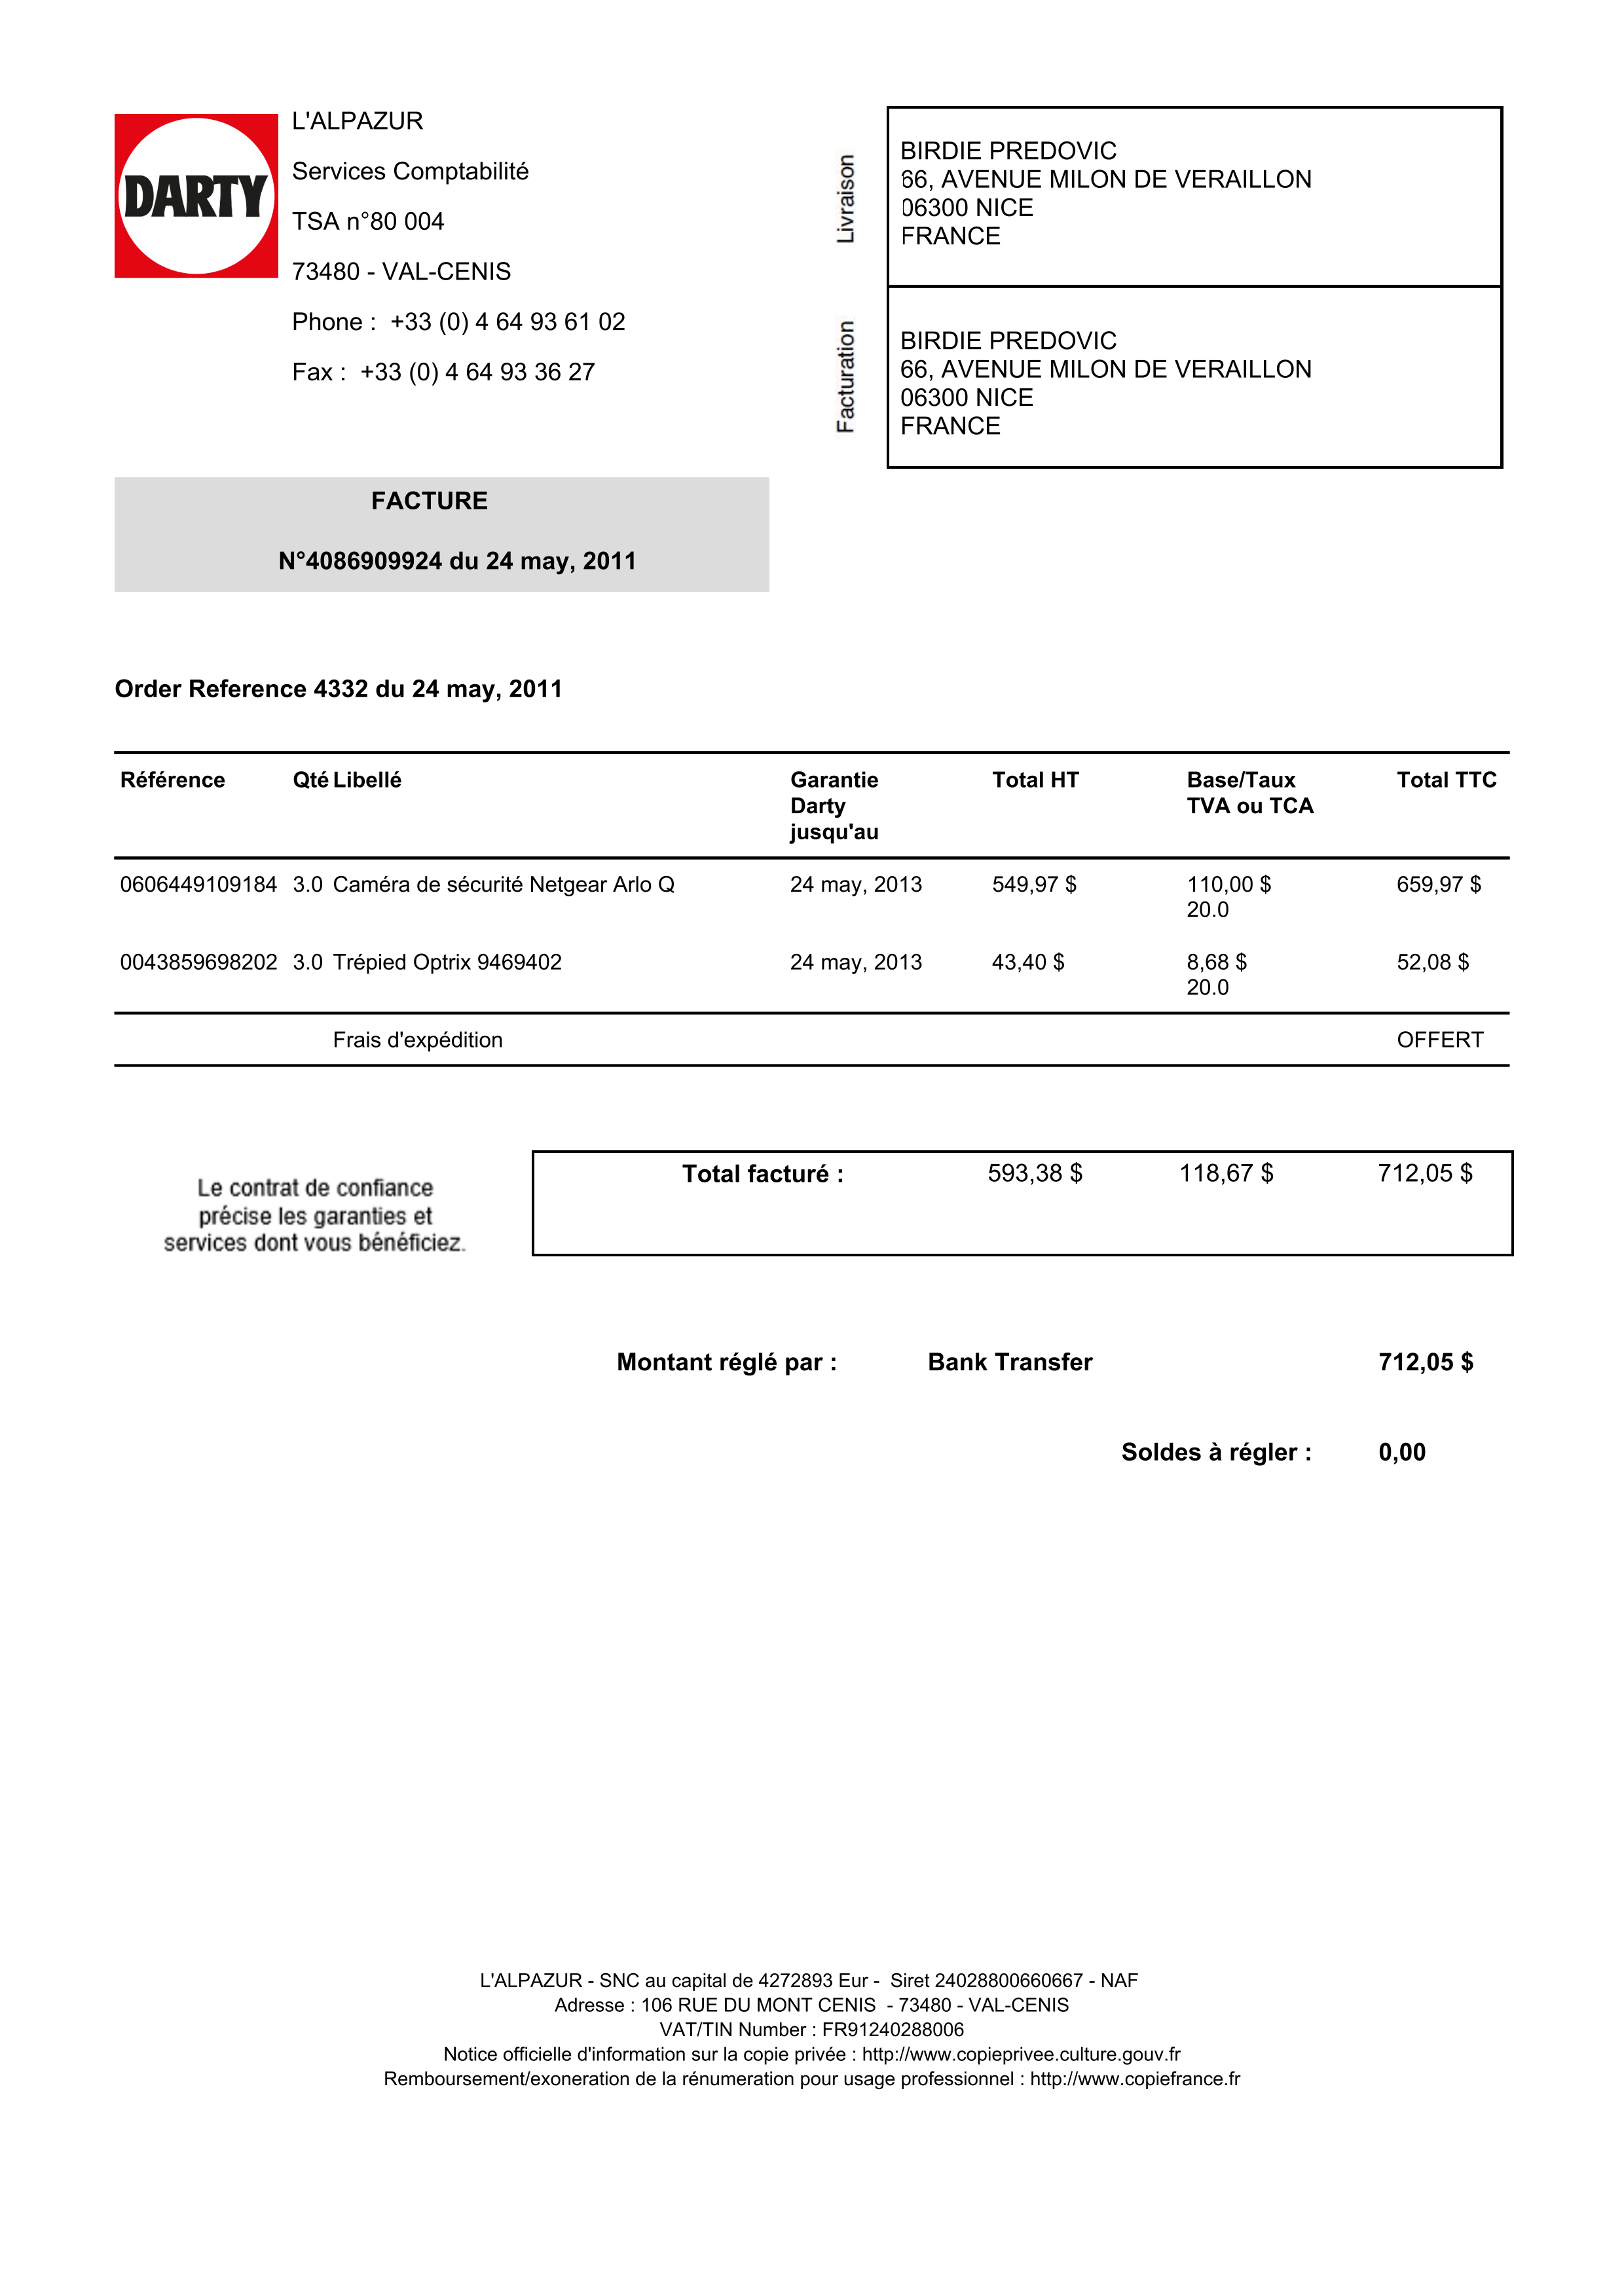 DARTY
L'ALPAZUR
Services Comptabilité
TSA n°80 004
73480 - VAL-CENIS
Phone : +33 (0) 4 64 93 61 02
Fax : +33 (0) 4 64 93 36 27
Livraison
BIRDIE PREDOVIC
66, AVENUE MILON DE VERAILLON
06300 NICE
FRANCE
Facturation
BIRDIE PREDOVIC
66, AVENUE MILON DE VERAILLON
06300 NICE
FRANCE
FACTURE
N°4086909924 du 24 may, 2011
Order Reference 4332 du 24 may, 2011
Référence Qté Libellé Garantie Darty jusqu'au Total HT Base/Taux TVA ou TCA Total TTC
0606449109184 3.0 Caméra de sécurité Netgear Arlo Q 24 may, 2013 549,97 $ 110,00 $ 659,97 $
20.0
0043859698202 3.0 Trépied Optrix 9469402 24 may, 2013 43,40 $ 8,68 $ 52,08 $
20.0
Frais d'expédition OFFERT
Le contrat de confiance
précise les garanties et
services dont vous bénéficiez.
Total facturé : 593,38 $ 118,67 $ 712,05 $
Montant réglé par : Bank Transfer 712,05 $
Soldes à régler : 0,00
L'ALPAZUR - SNC au capital de 4272893 Eur - Siret 24028800660667 - NAF
Adresse : 106 RUE DU MONT CENIS - 73480 - VAL-CENIS
VAT/TIN Number : FR91240288006
Notice officielle d'information sur la copie privée : http://www.copieprivee.culture.gouv.fr
Remboursement/exoneration de la rénumeration pour usage professionnel : http://www.copiefrance.fr